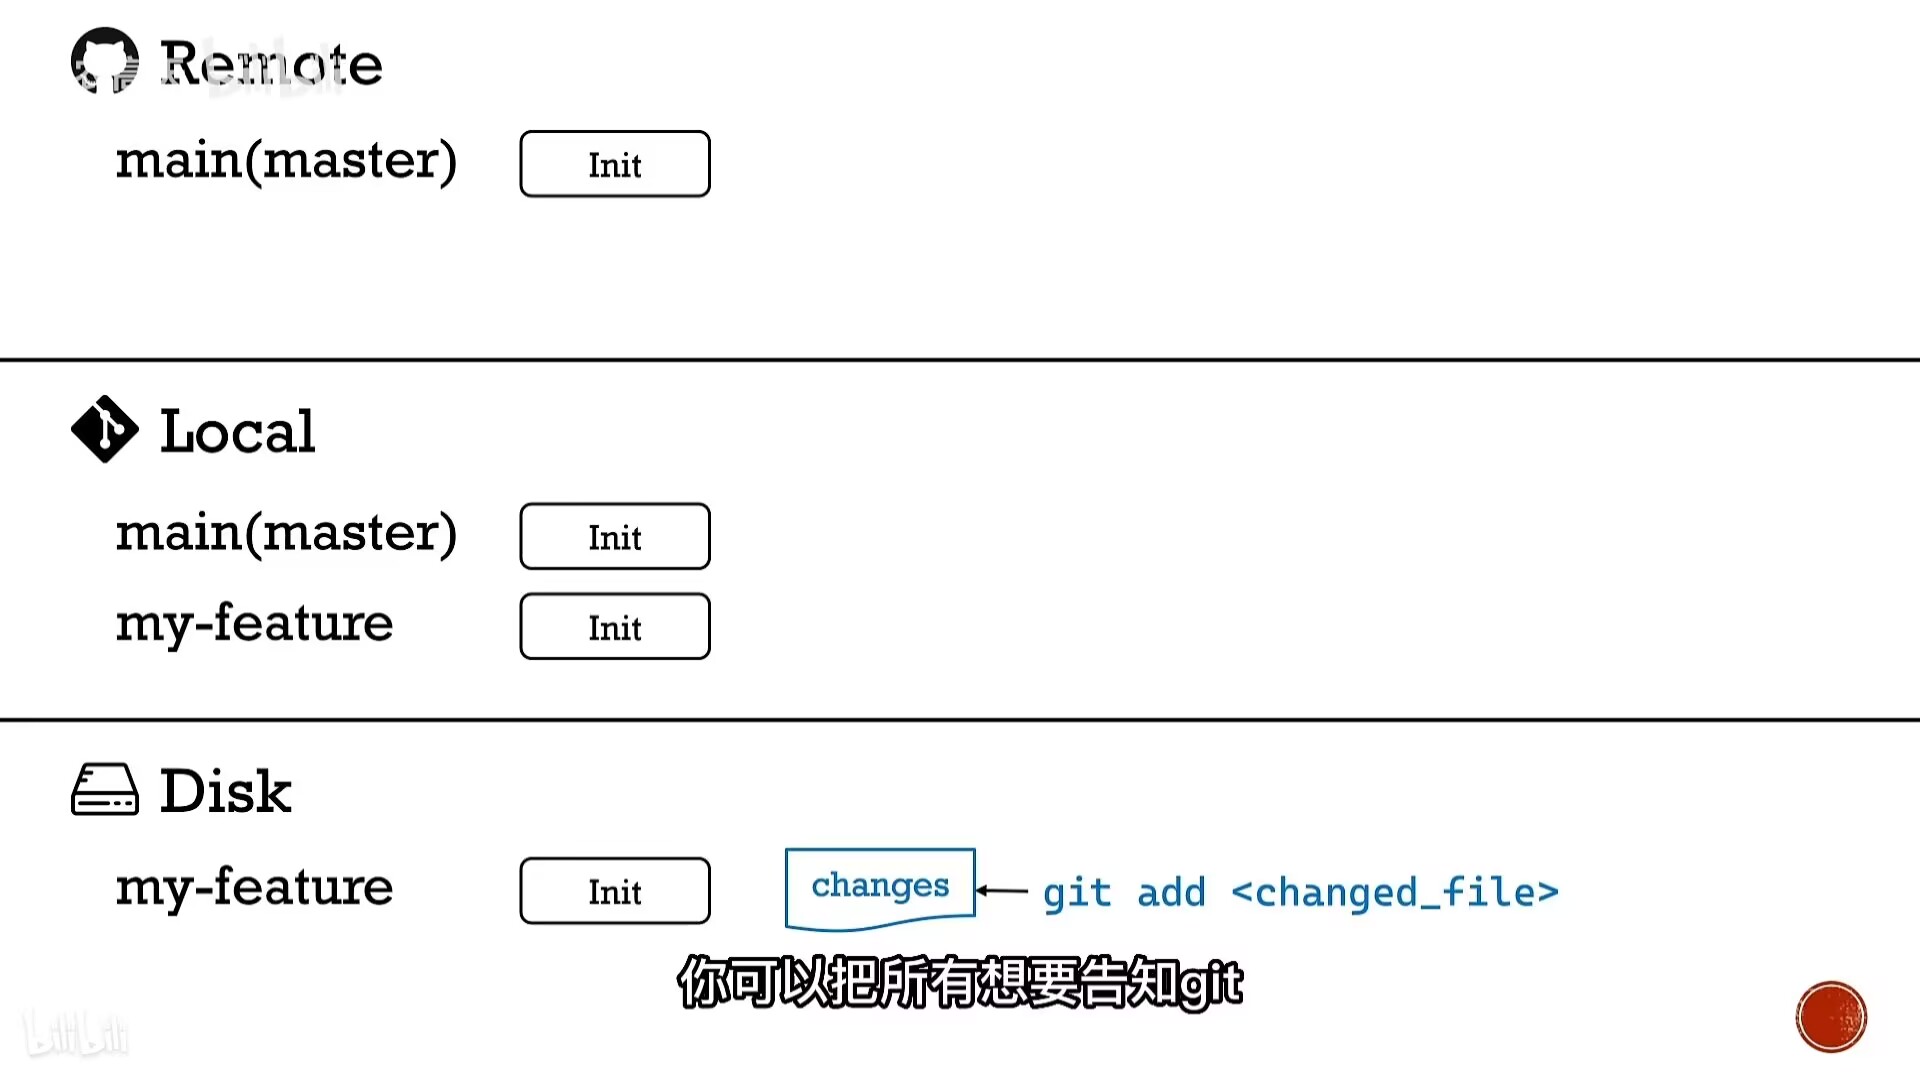 Remote
bilibili
main(master)
Init
Local
main(master)
Init
my-feature
Init
Disk
my-feature
Init
changes
git add <changed_file>
你可以把所有想要告知git
bilibili